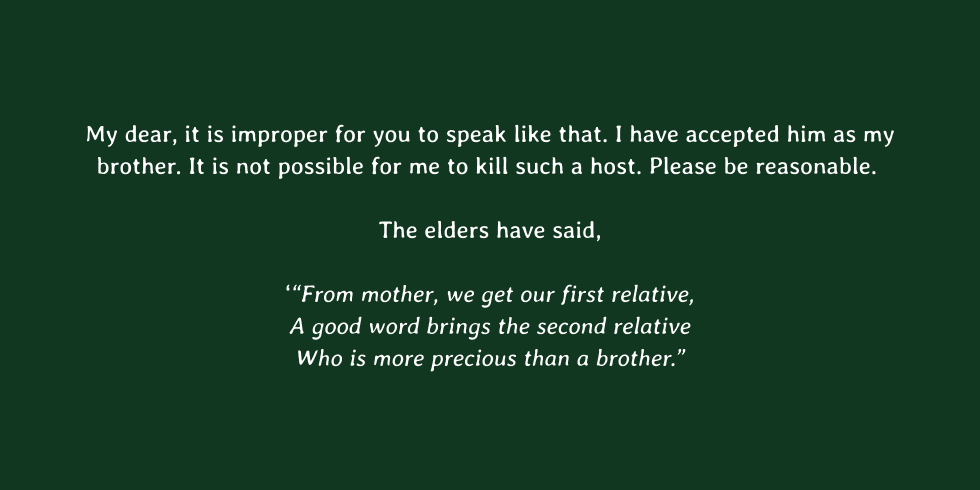 My dear, it is improper for you to speak like that. I have accepted him as my
brother. It is not possible for me to kill such a host. Please be reasonable.
The elders have said,
‘“From mother, we get our first relative,
A good word brings the second relative
Who is more precious than a brother.”